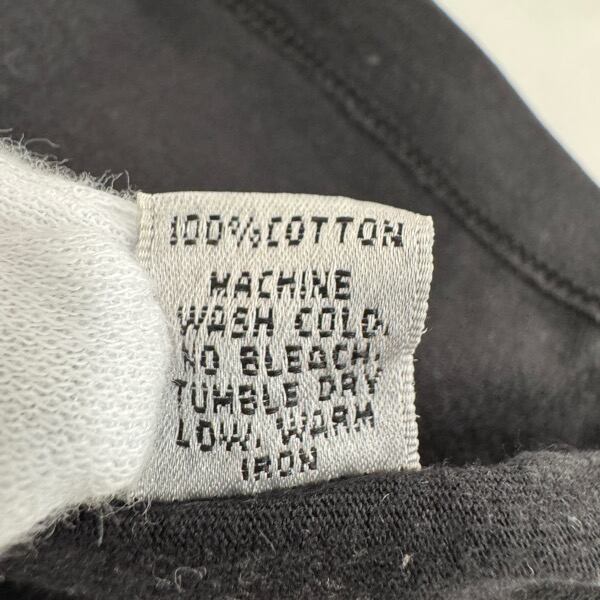 100% COTTON
MACHINE
WASH COLD,
NO BLEACH,
TUMBLE DRY
LOW, WARM
IRON